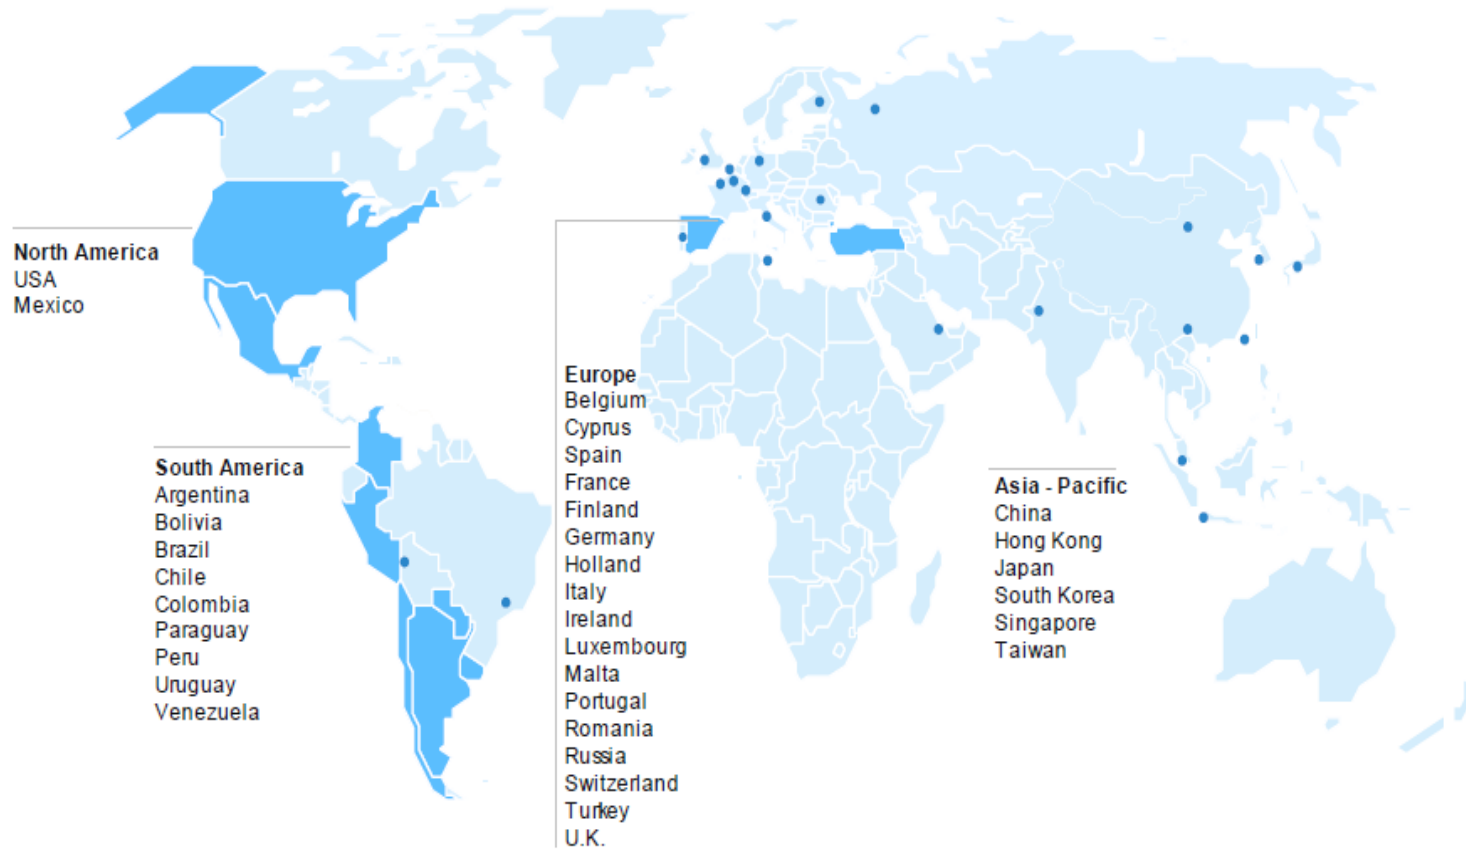 North America
USA
Mexico
South America
Argentina
Bolivia
Brazil
Chile
Colombia
Paraguay
Peru
Uruguay
Venezuela
Europe
Belgium
Cyprus
Spain
France
Finland
Germany
Holland
Italy
Ireland
Luxembourg
Malta
Portugal
Romania
Russia
Switzerland
Turkey
U.K.
Asia - Pacific
China
Hong Kong
Japan
South Korea
Singapore
Taiwan